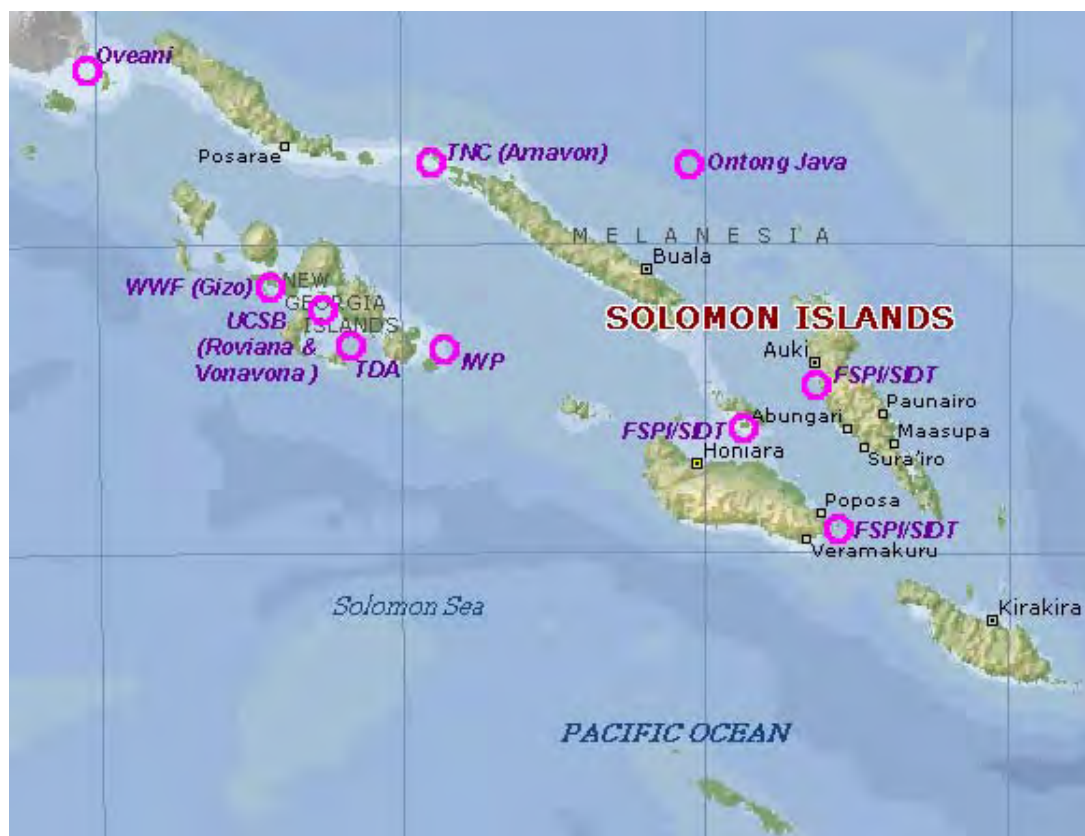 Oveani
Posarae
TNC (Arnavon)
Ontong Java
MELANESIA
Buala
WWF (Gizo)
NEW
GEORGIA
ISLANDS
UCSB
(Roviana &
Vonavona )
TDA
IWP
SOLOMON ISLANDS
Auki
FSPI/SIDT
Paunairo
Abungari
FSPI/SIDT
Maasupa
Honiara
Sura'iro
Poposa
FSPI/SIDT
Veramakuru
Solomon Sea
Kirakira
PACIFIC OCEAN